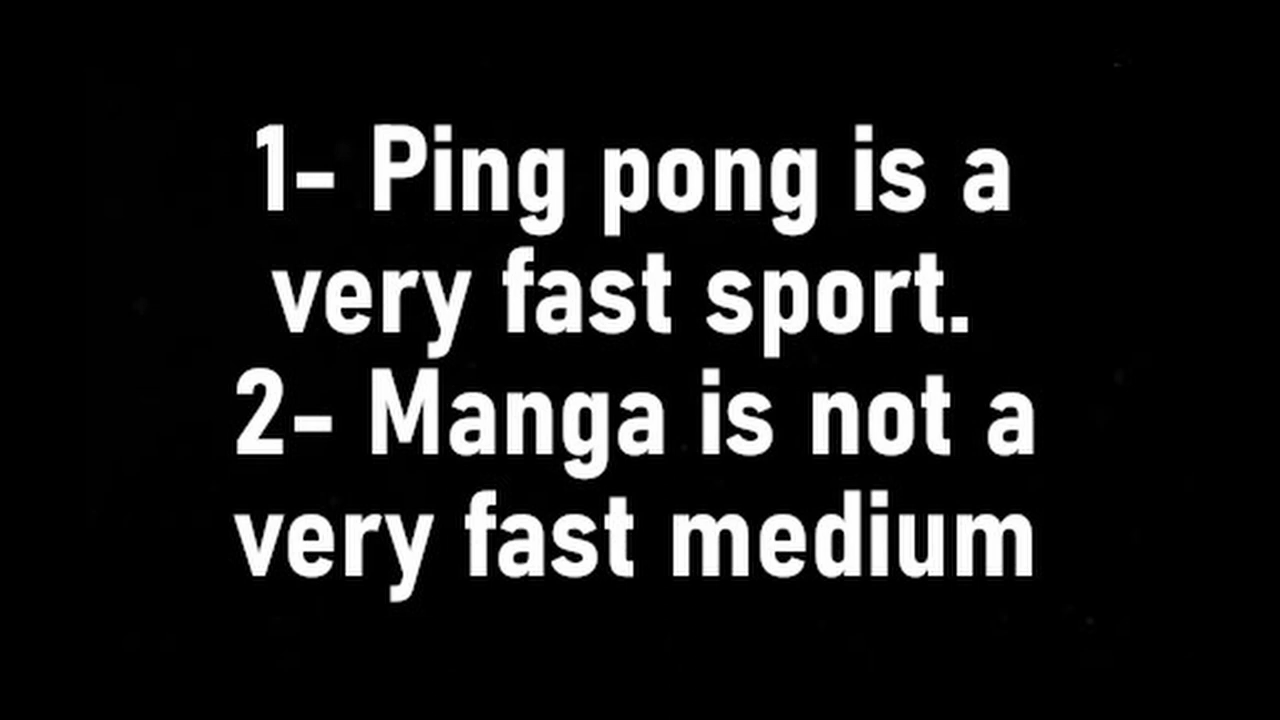 1- Ping pong is a
very fast sport.
2- Manga is not a
very fast medium